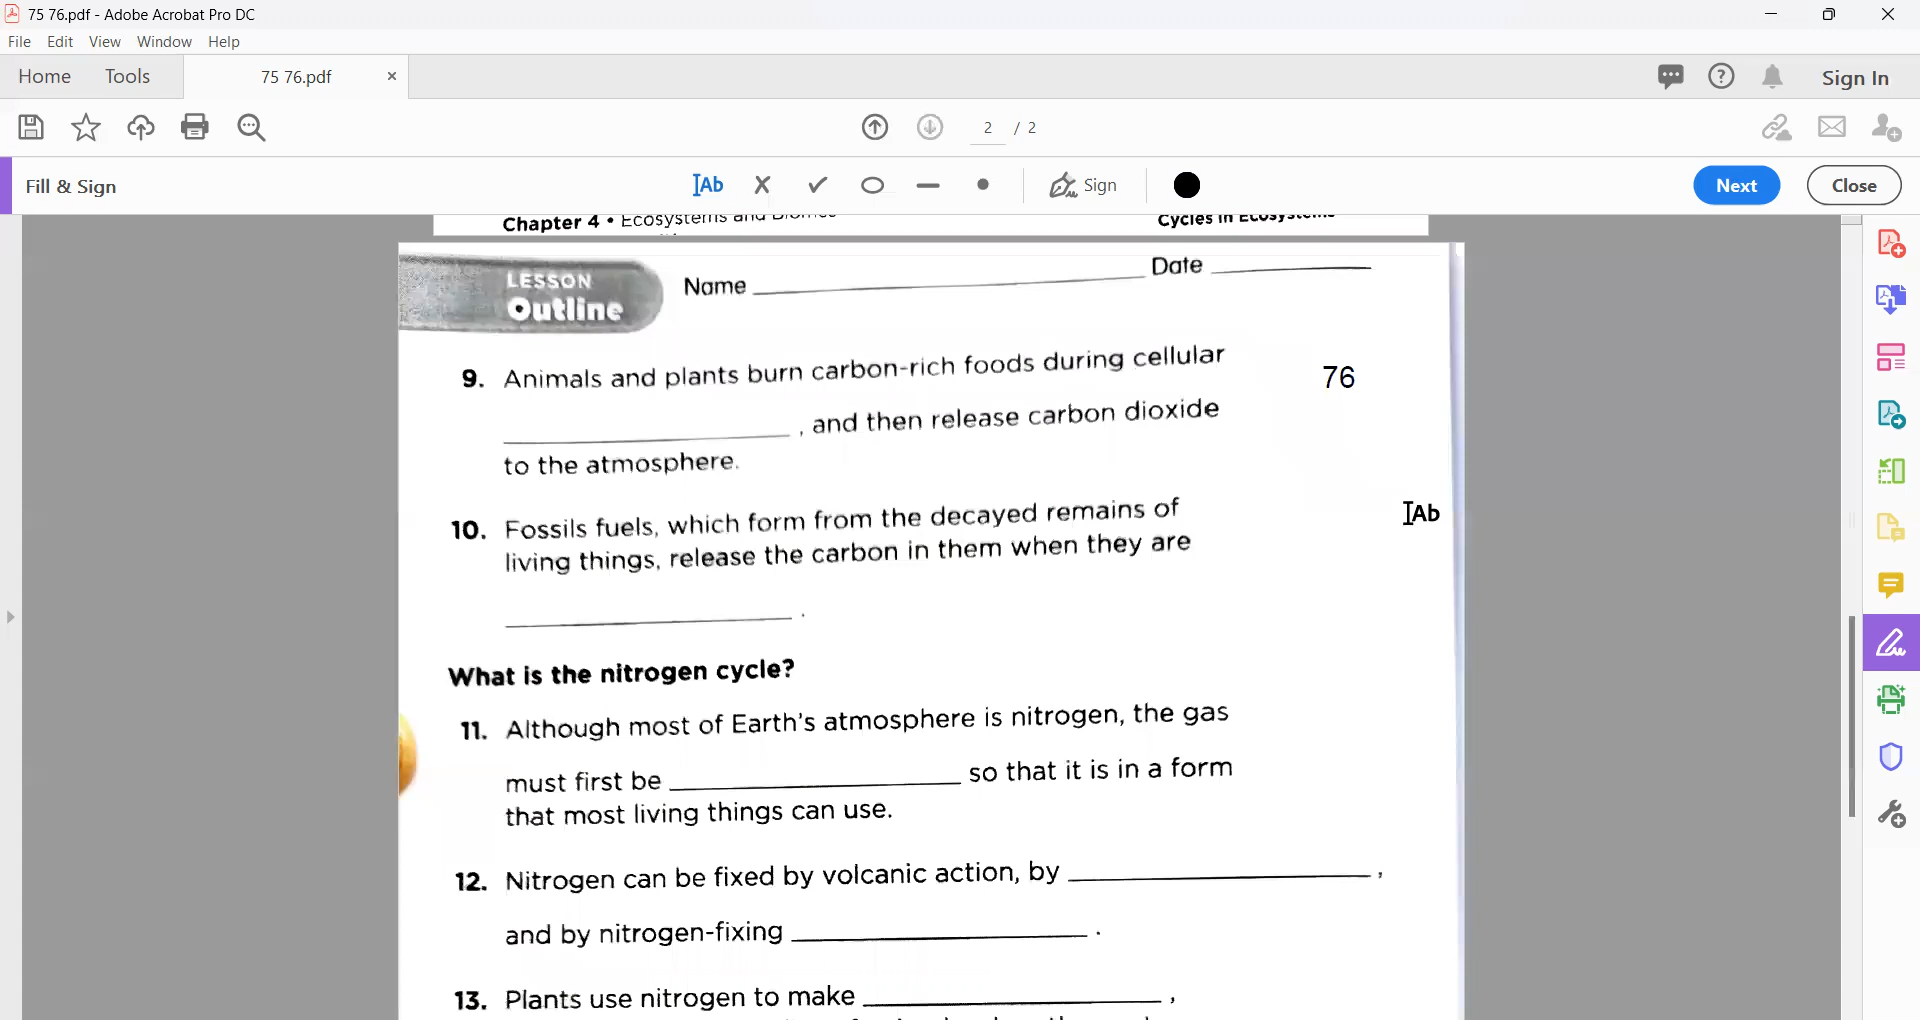 75 76.pdf - Adobe Acrobat Pro DC
File Edit View Window Help
Home Tools 75 76.pdf × Sign In
2 / 2
Fill & Sign IAb Sign Next Close
Chapter 4 • Ecosystems and Biomes Cycles in Ecosystems
LESSON
Outline
Name Date
9. Animals and plants burn carbon-rich foods during cellular
76
, and then release carbon dioxide
to the atmosphere.
10. Fossils fuels, which form from the decayed remains of
IAb
living things, release the carbon in them when they are
.
What is the nitrogen cycle?
11. Although most of Earth's atmosphere is nitrogen, the gas
must first be so that it is in a form
that most living things can use.
12. Nitrogen can be fixed by volcanic action, by ,
and by nitrogen-fixing .
13. Plants use nitrogen to make ,